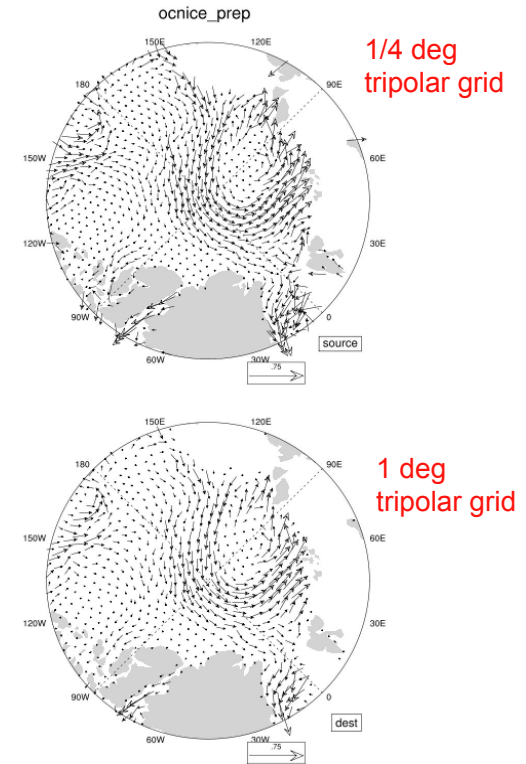 ocnice_prep
150E
120E
1/4 deg
tripolar grid
180
90E
150W
60E
120W
30E
90W
0
60W
30W
source
.75
150E
120E
180
90E
1 deg
tripolar grid
150W
60E
120W
30E
90W
0
60W
30W
dest
.75